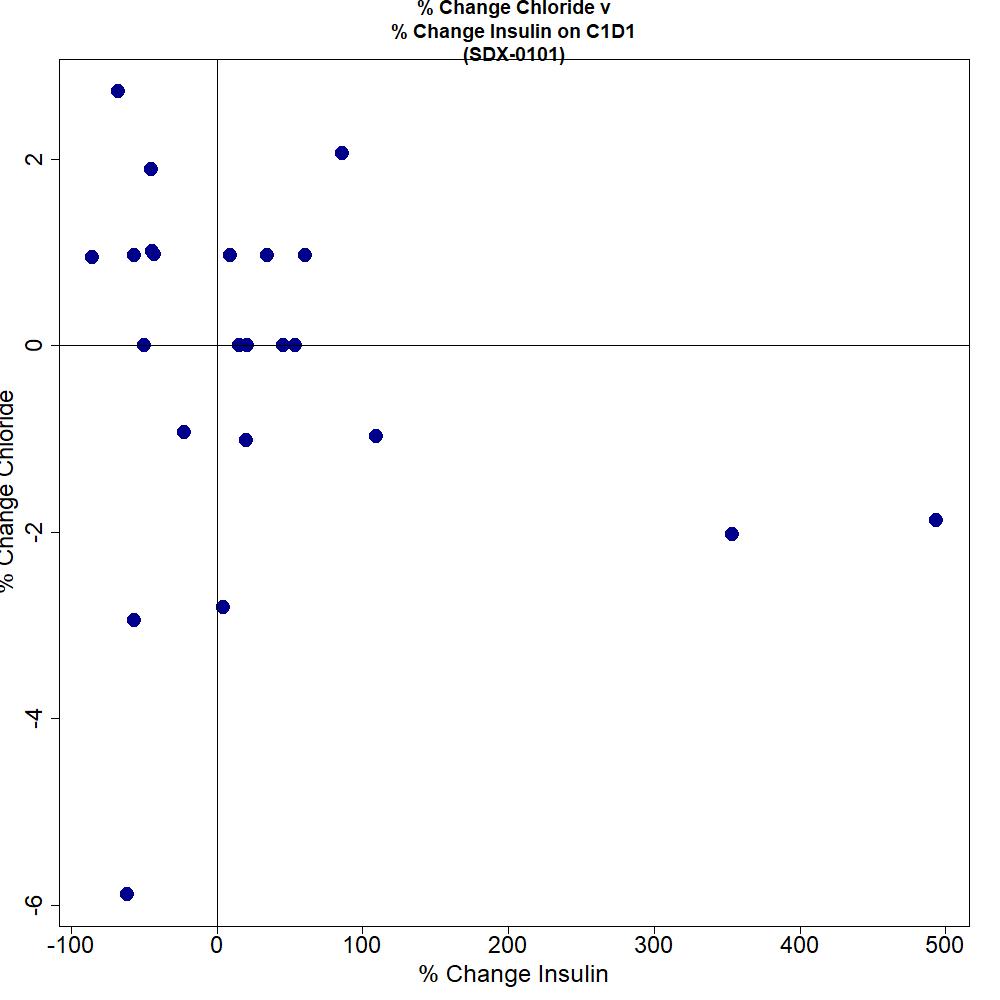 % Change Chloride v
% Change Insulin on C1D1
(SDX-0101)
% Change Chloride
2
0
-2
-4
-6
-100 0 100 200 300 400 500
% Change Insulin